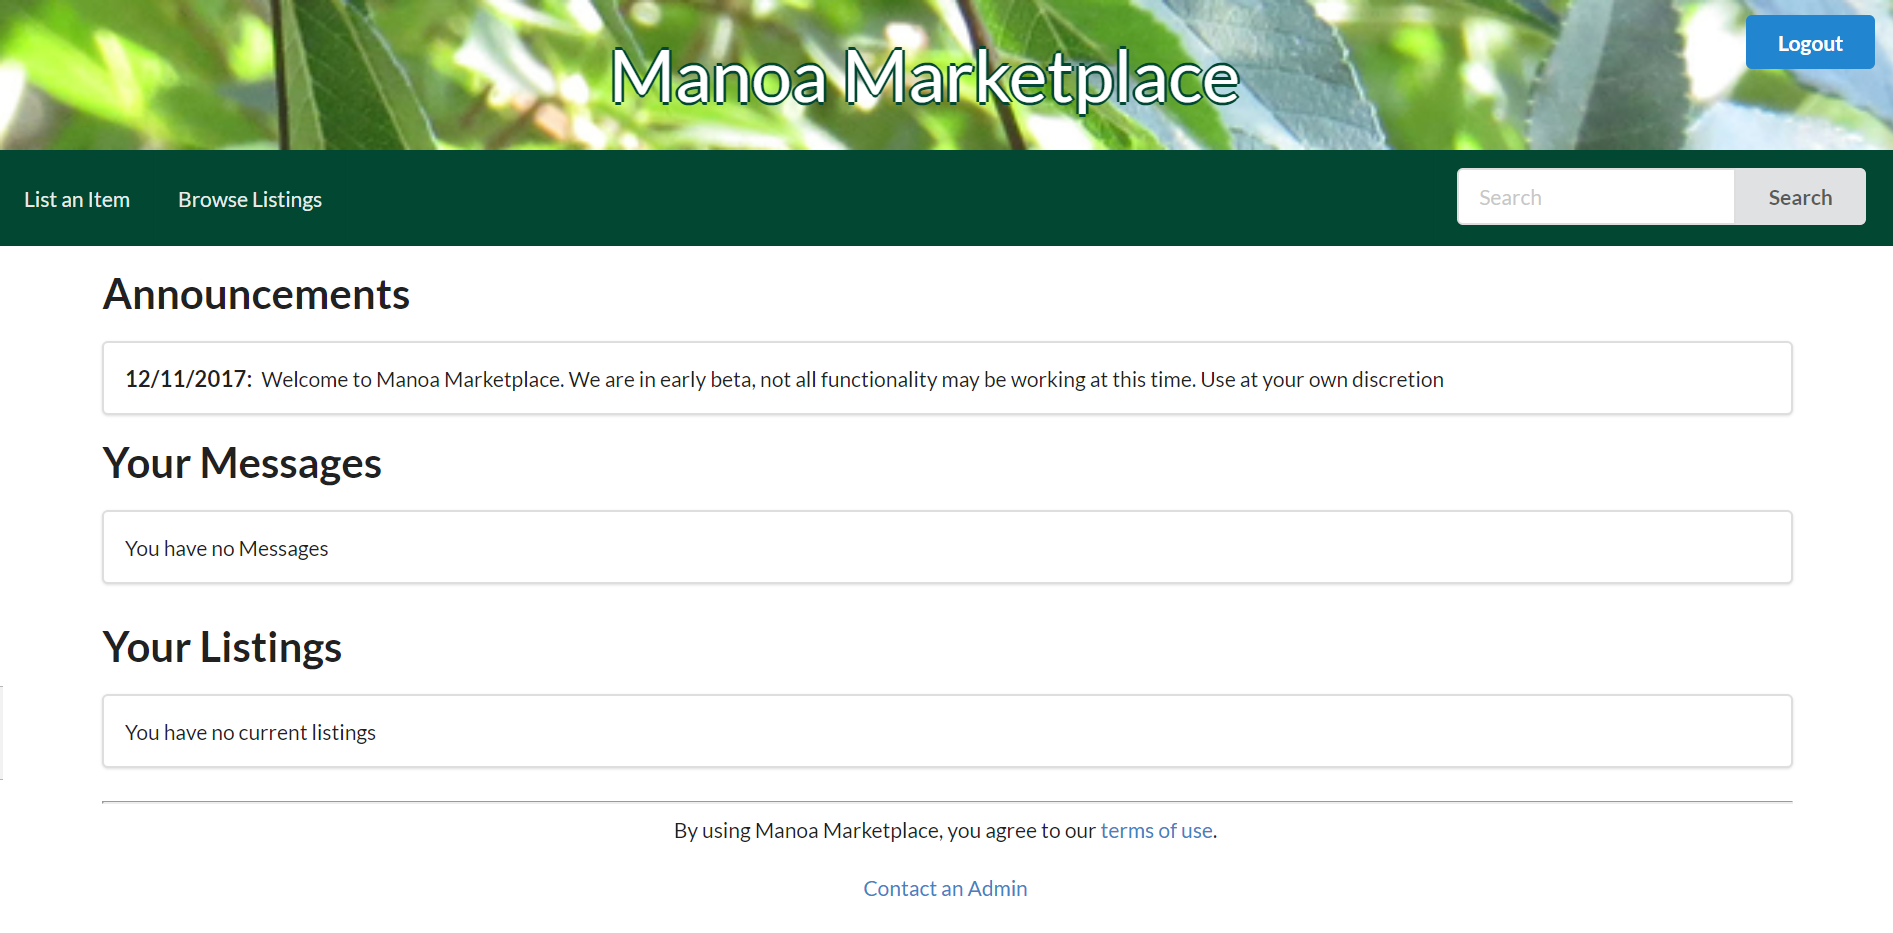 Logout
Manoa Marketplace
List an Item
Browse Listings
Search
Search
Announcements
12/11/2017: Welcome to Manoa Marketplace. We are in early beta, not all functionality may be working at this time. Use at your own discretion
Your Messages
You have no Messages
Your Listings
You have no current listings
By using Manoa Marketplace, you agree to our terms of use.
Contact an Admin